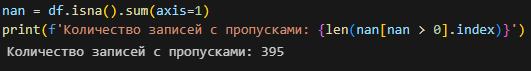 nan = df.isna().sum(axis=1)
print(f'Количество записей с пропусками: {len(nan[nan > 0].index)}')
Количество записей с пропусками: 395